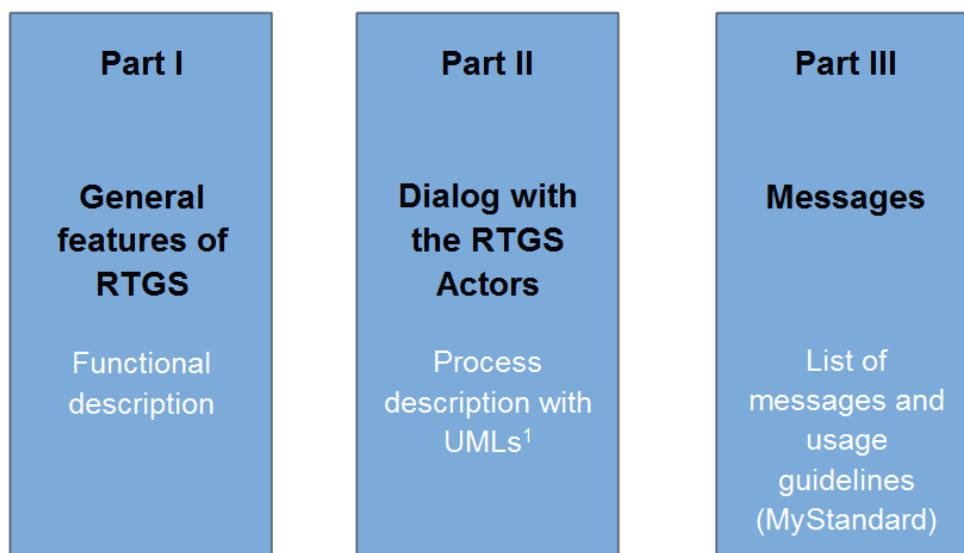 Part I
General
features of
RTGS
Functional
description
Part II
Dialog with
the RTGS
Actors
Process
description with
UMLs¹
Part III
Messages
List of
messages and
usage
guidelines
(MyStandard)